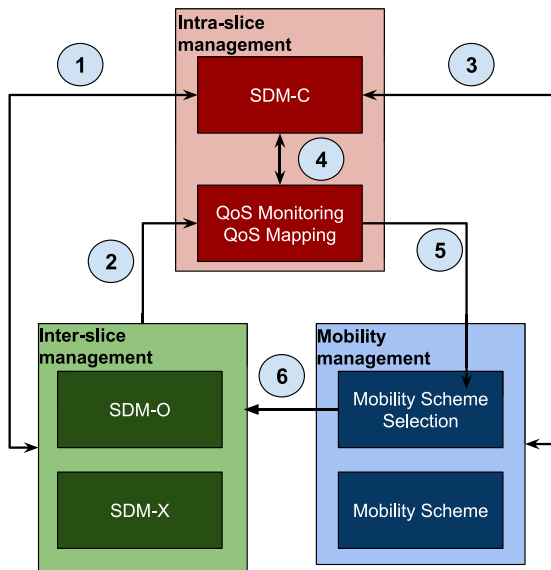 Intra-slice
management
1
3
SDM-C
4
QoS Monitoring
QoS Mapping
2
5
Inter-slice
management
Mobility
management
6
SDM-O
Mobility Scheme
Selection
SDM-X
Mobility Scheme